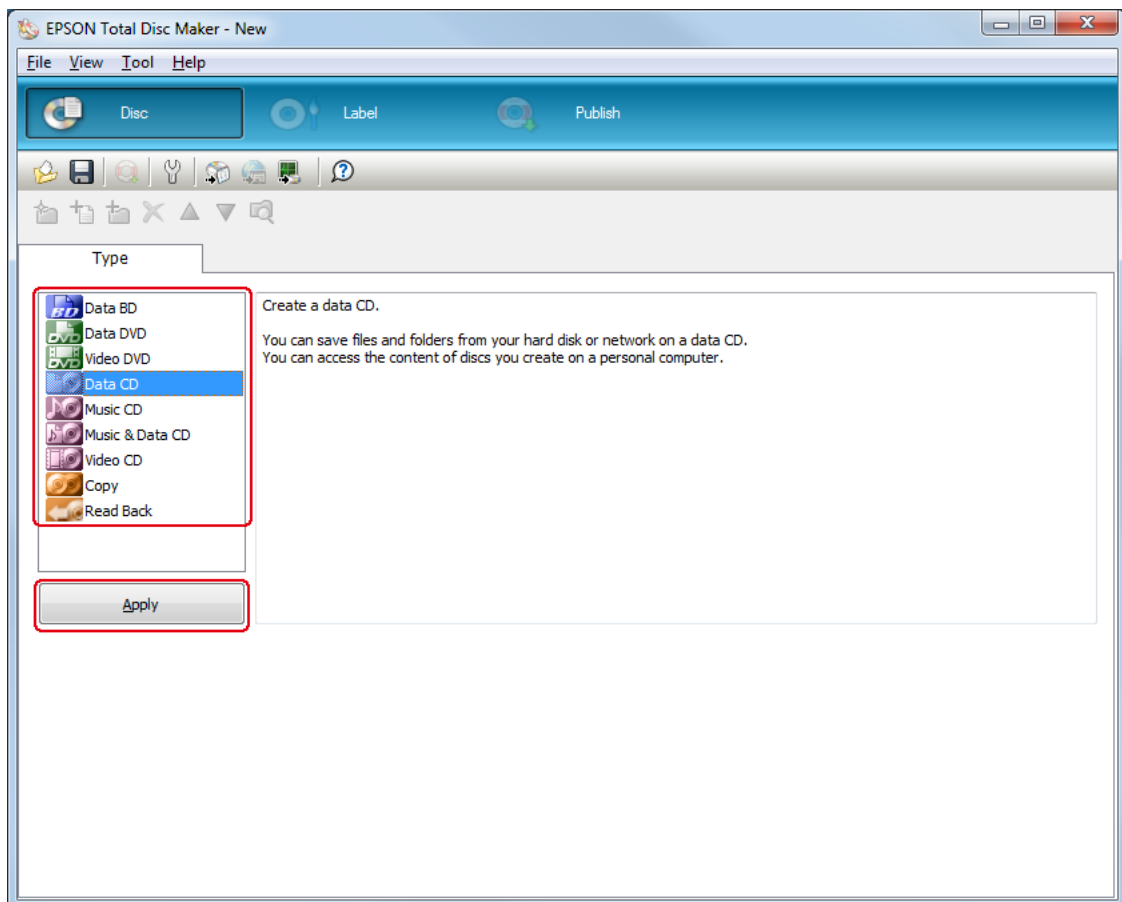 EPSON Total Disc Maker - New
File View Tool Help
Disc Label Publish
Type
BD Data BD
DVD Data DVD
DVD Video DVD
Data CD
Music CD
Music & Data CD
Video CD
Copy
Read Back
Create a data CD.
You can save files and folders from your hard disk or network on a data CD.
You can access the content of discs you create on a personal computer.
Apply